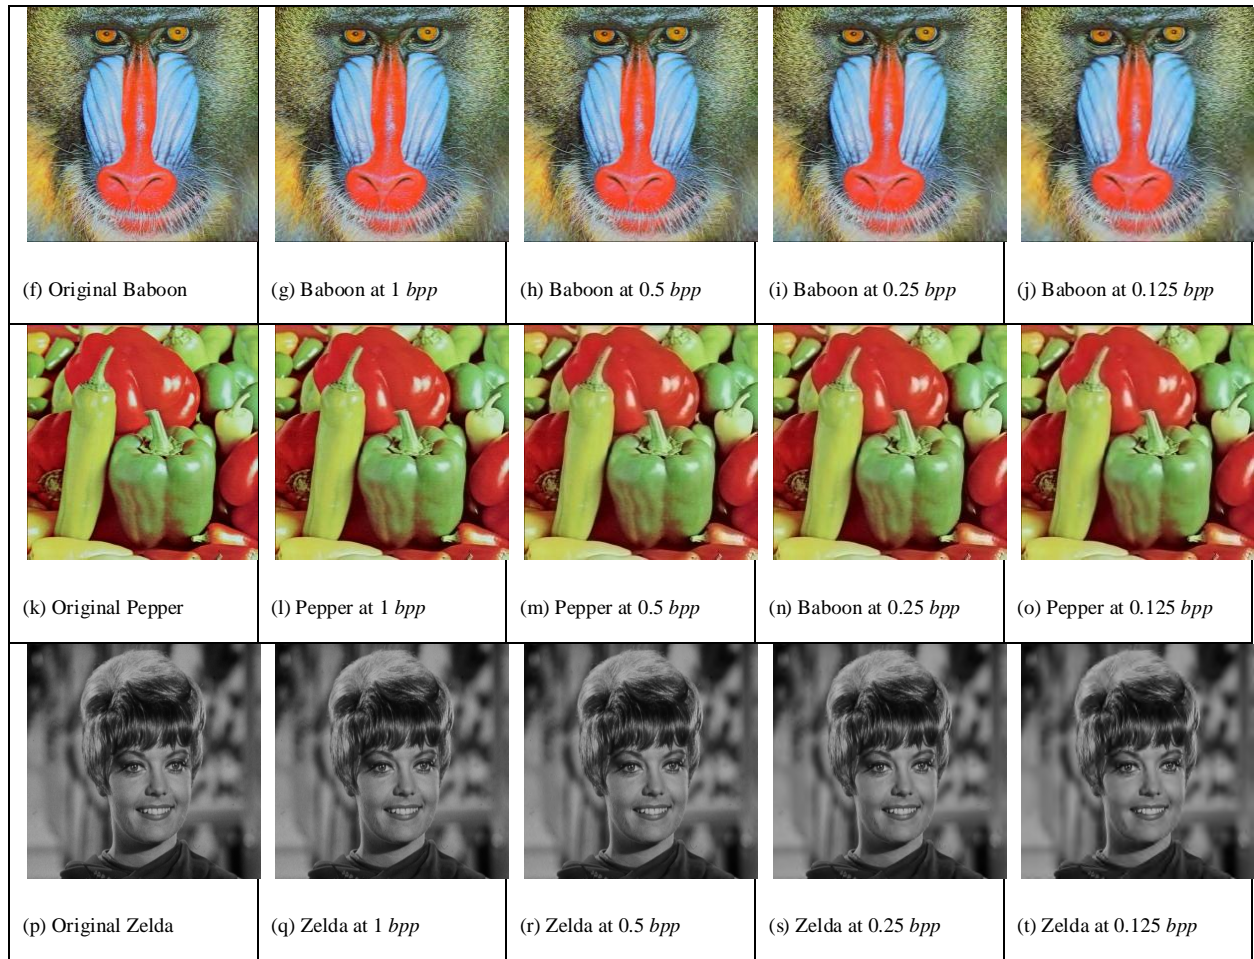 (f) Original Baboon
(g) Baboon at 1 bpp
(h) Baboon at 0.5 bpp
(i) Baboon at 0.25 bpp
(j) Baboon at 0.125 bpp
(k) Original Pepper
(l) Pepper at 1 bpp
(m) Pepper at 0.5 bpp
(n) Baboon at 0.25 bpp
(o) Pepper at 0.125 bpp
(p) Original Zelda
(q) Zelda at 1 bpp
(r) Zelda at 0.5 bpp
(s) Zelda at 0.25 bpp
(t) Zelda at 0.125 bpp